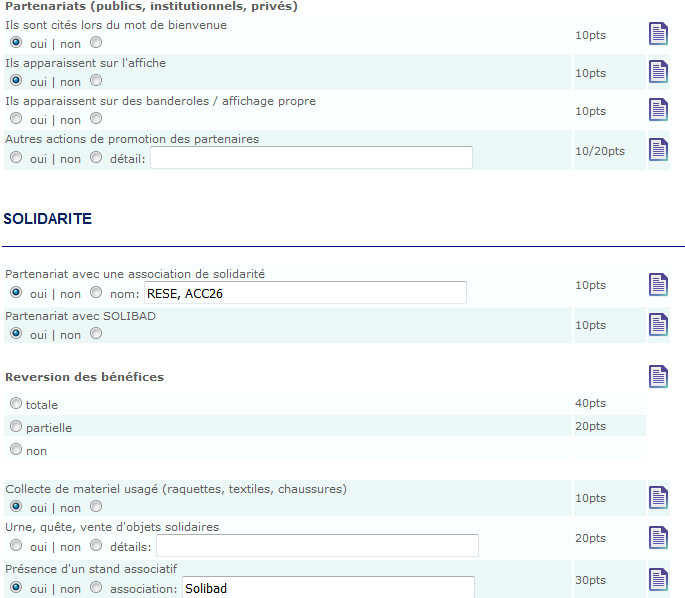 Partenariats (publics, institutionnels, privés)
Ils sont cités lors du mot de bienvenue
oui | non 10pts
Ils apparaissent sur l'affiche
oui | non 10pts
Ils apparaissent sur des banderoles / affichage propre
oui | non 10pts
Autres actions de promotion des partenaires
oui | non détail: 10/20pts
SOLIDARITE
Partenariat avec une association de solidarité
oui | non nom: RESE, ACC26 10pts
Partenariat avec SOLIBAD
oui | non 10pts
Reversion des bénéfices
totale 40pts
partielle 20pts
non
Collecte de materiel usagé (raquettes, textiles, chaussures)
oui | non 10pts
Urne, quête, vente d'objets solidaires
oui | non détails: 20pts
Présence d'un stand associatif
oui | non association: Solibad 30pts